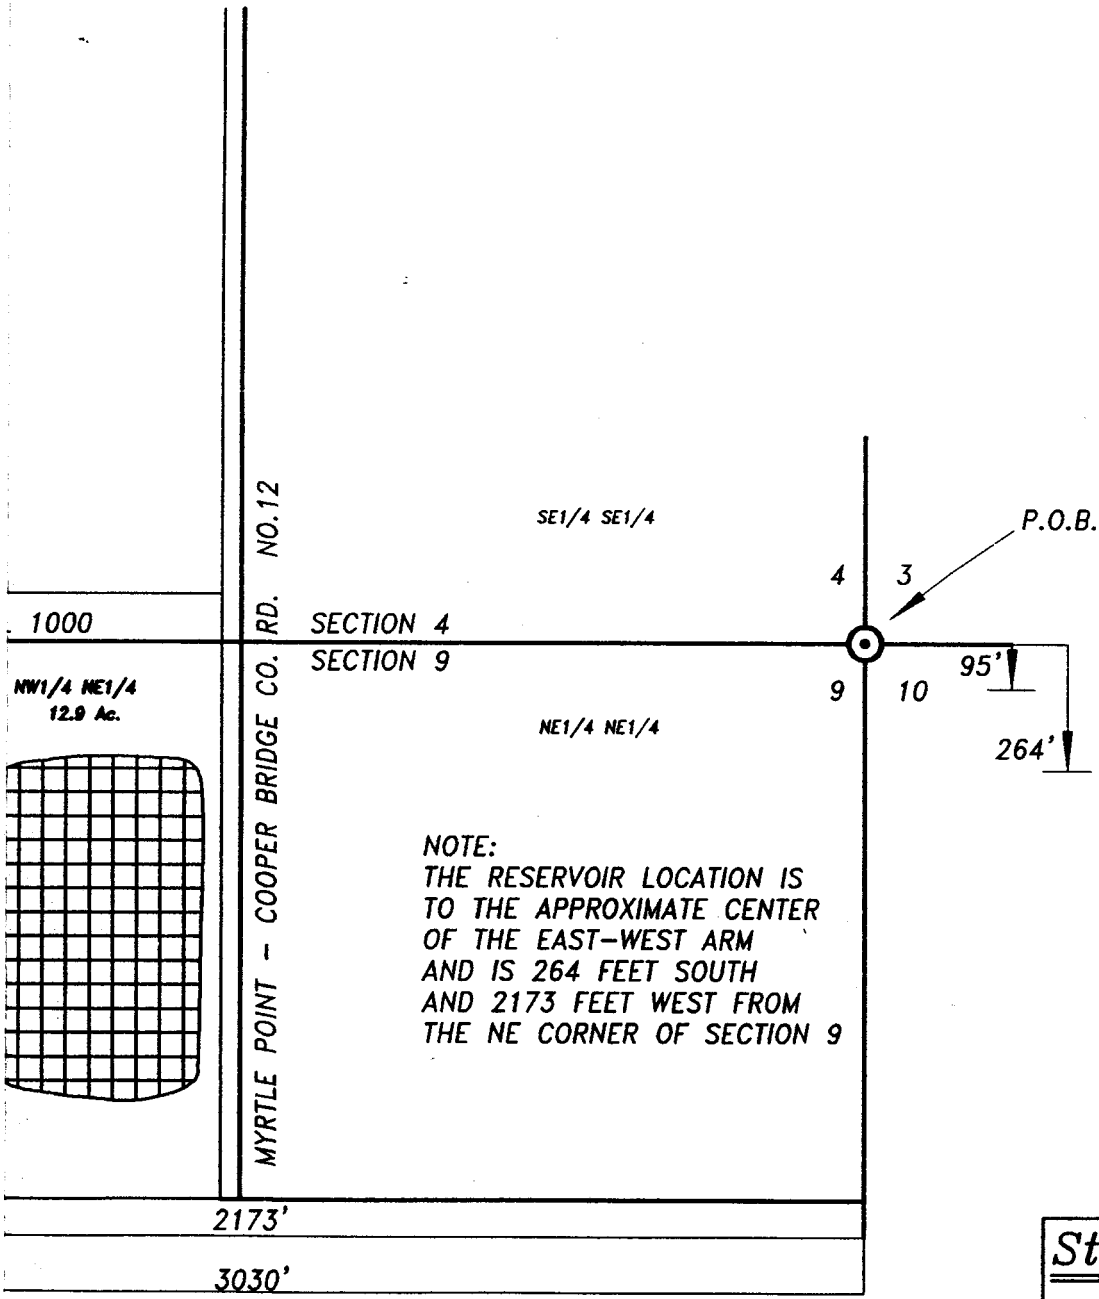 SE1/4 SE1/4
P.O.B.
4 3
1000
SECTION 4
SECTION 9
9 10
95'
264'
NW1/4 NE1/4
12.9 Ac.
NE1/4 NE1/4
MYRTLE POINT - COOPER BRIDGE CO. RD. NO.12
NOTE:
THE RESERVOIR LOCATION IS
TO THE APPROXIMATE CENTER
OF THE EAST-WEST ARM
AND IS 264 FEET SOUTH
AND 2173 FEET WEST FROM
THE NE CORNER OF SECTION 9
2173'
3030'
St